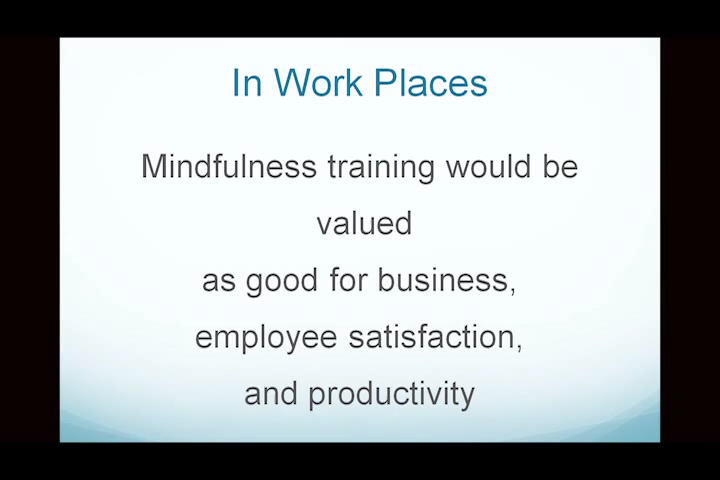 In Work Places
Mindfulness training would be
valued
as good for business,
employee satisfaction,
and productivity